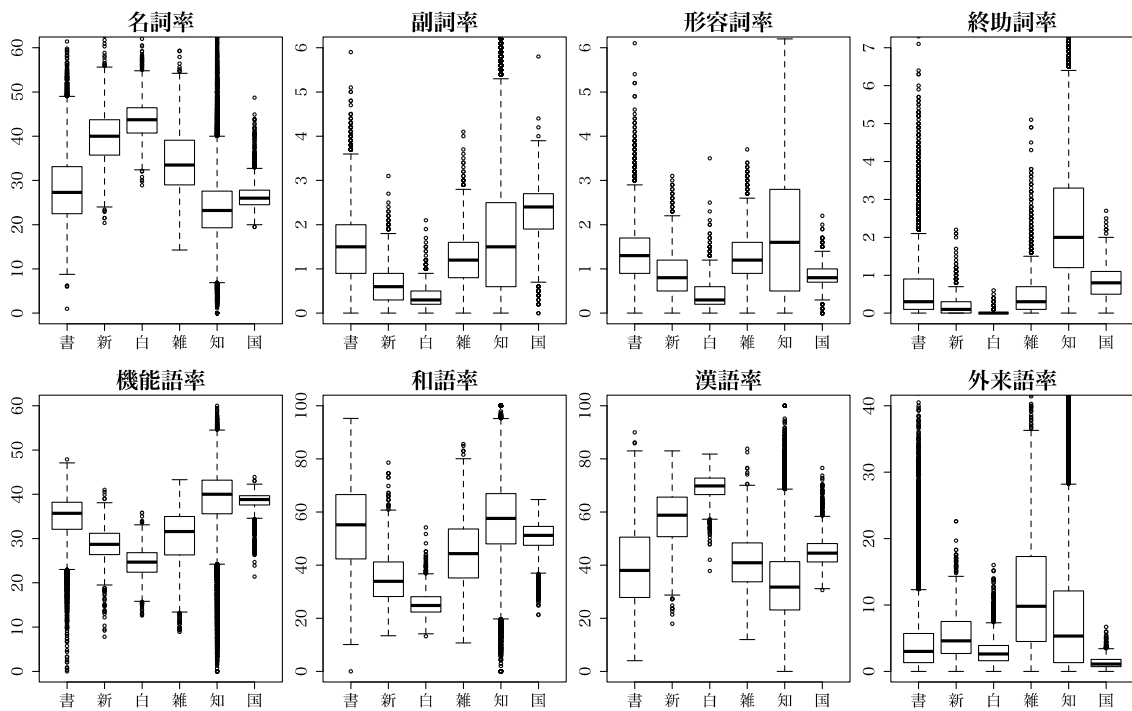 名詞率 副詞率 形容詞率 終助詞率
0 10 20 30 40 50 60
0 1 2 3 4 5 6
0 1 2 3 4 5 6
0 1 2 3 4 5 6 7
書 新 白 雑 知 国
書 新 白 雑 知 国
書 新 白 雑 知 国
書 新 白 雑 知 国
機能語率 和語率 漢語率 外来語率
0 10 20 30 40 50 60
0 20 40 60 80 100
0 20 40 60 80 100
0 10 20 30 40
書 新 白 雑 知 国
書 新 白 雑 知 国
書 新 白 雑 知 国
書 新 白 雑 知 国